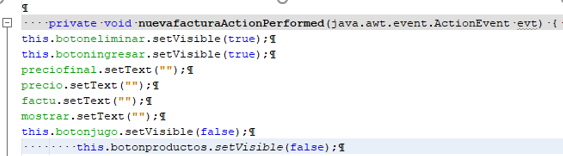 ¶
····private·void·nuevafacturaActionPerformed(java.awt.event.ActionEvent·evt)·{
this.botoneliminar.setVisible(true);¶
this.botoningresar.setVisible(true);¶
preciofinal.setText("");¶
precio.setText("");¶
factu.setText("");¶
mostrar.setText("");¶
this.botonjugo.setVisible(false);¶
········this.botonproductos.setVisible(false);¶